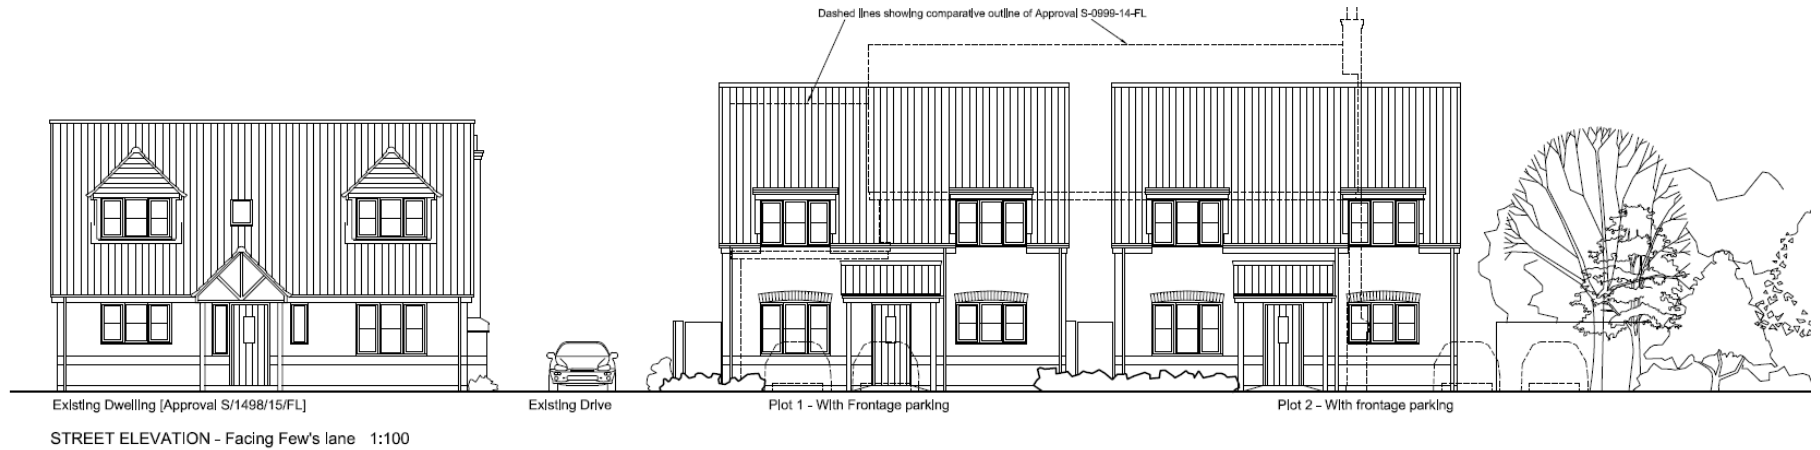 Dashed lines showing comparative outline of Approval S-0999-14-FL
Existing Dwelling [Approval S/1498/15/FL]
Existing Drive
Plot 1 - With Frontage parking
Plot 2 - With frontage parking
STREET ELEVATION - Facing Few's lane 1:100